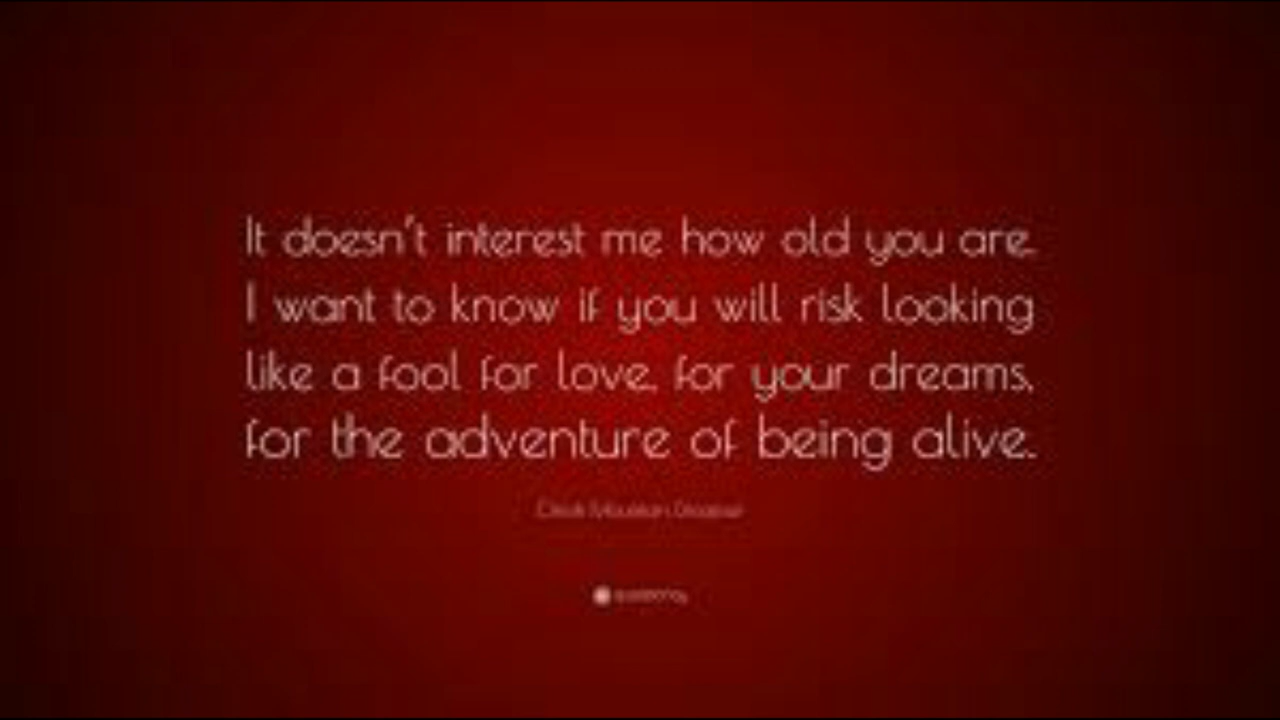 It doesn't interest me how old you are.
I want to know if you will risk looking
like a fool for love, for your dreams,
for the adventure of being alive.